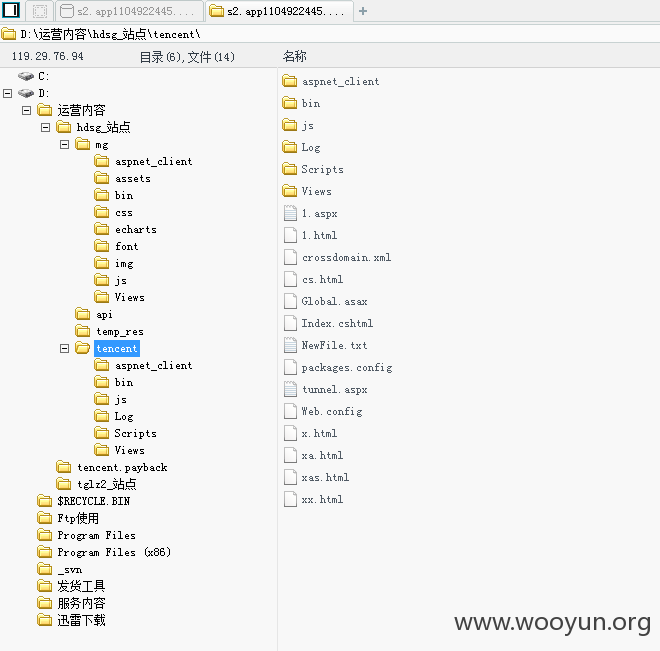 s2.app1104922445....
s2.app1104922445....
D:\运营内容\hdsg_站点\tencent\
119.29.76.94
目录(6),文件(14)
名称
C:
D:
运营内容
hdsg_站点
mg
aspnet_client
assets
bin
css
echarts
font
img
js
Views
api
temp_res
tencent
aspnet_client
bin
js
Log
Scripts
Views
tencent.payback
tglz2_站点
$RECYCLE.BIN
Ftp使用
Program Files
Program Files (x86)
_svn
发货工具
服务内容
迅雷下载
aspnet_client
bin
js
Log
Scripts
Views
1.aspx
1.html
crossdomain.xml
cs.html
Global.asax
Index.cshtml
NewFile.txt
packages.config
tunnel.aspx
Web.config
x.html
xa.html
xas.html
xx.html
www.wooyun.org